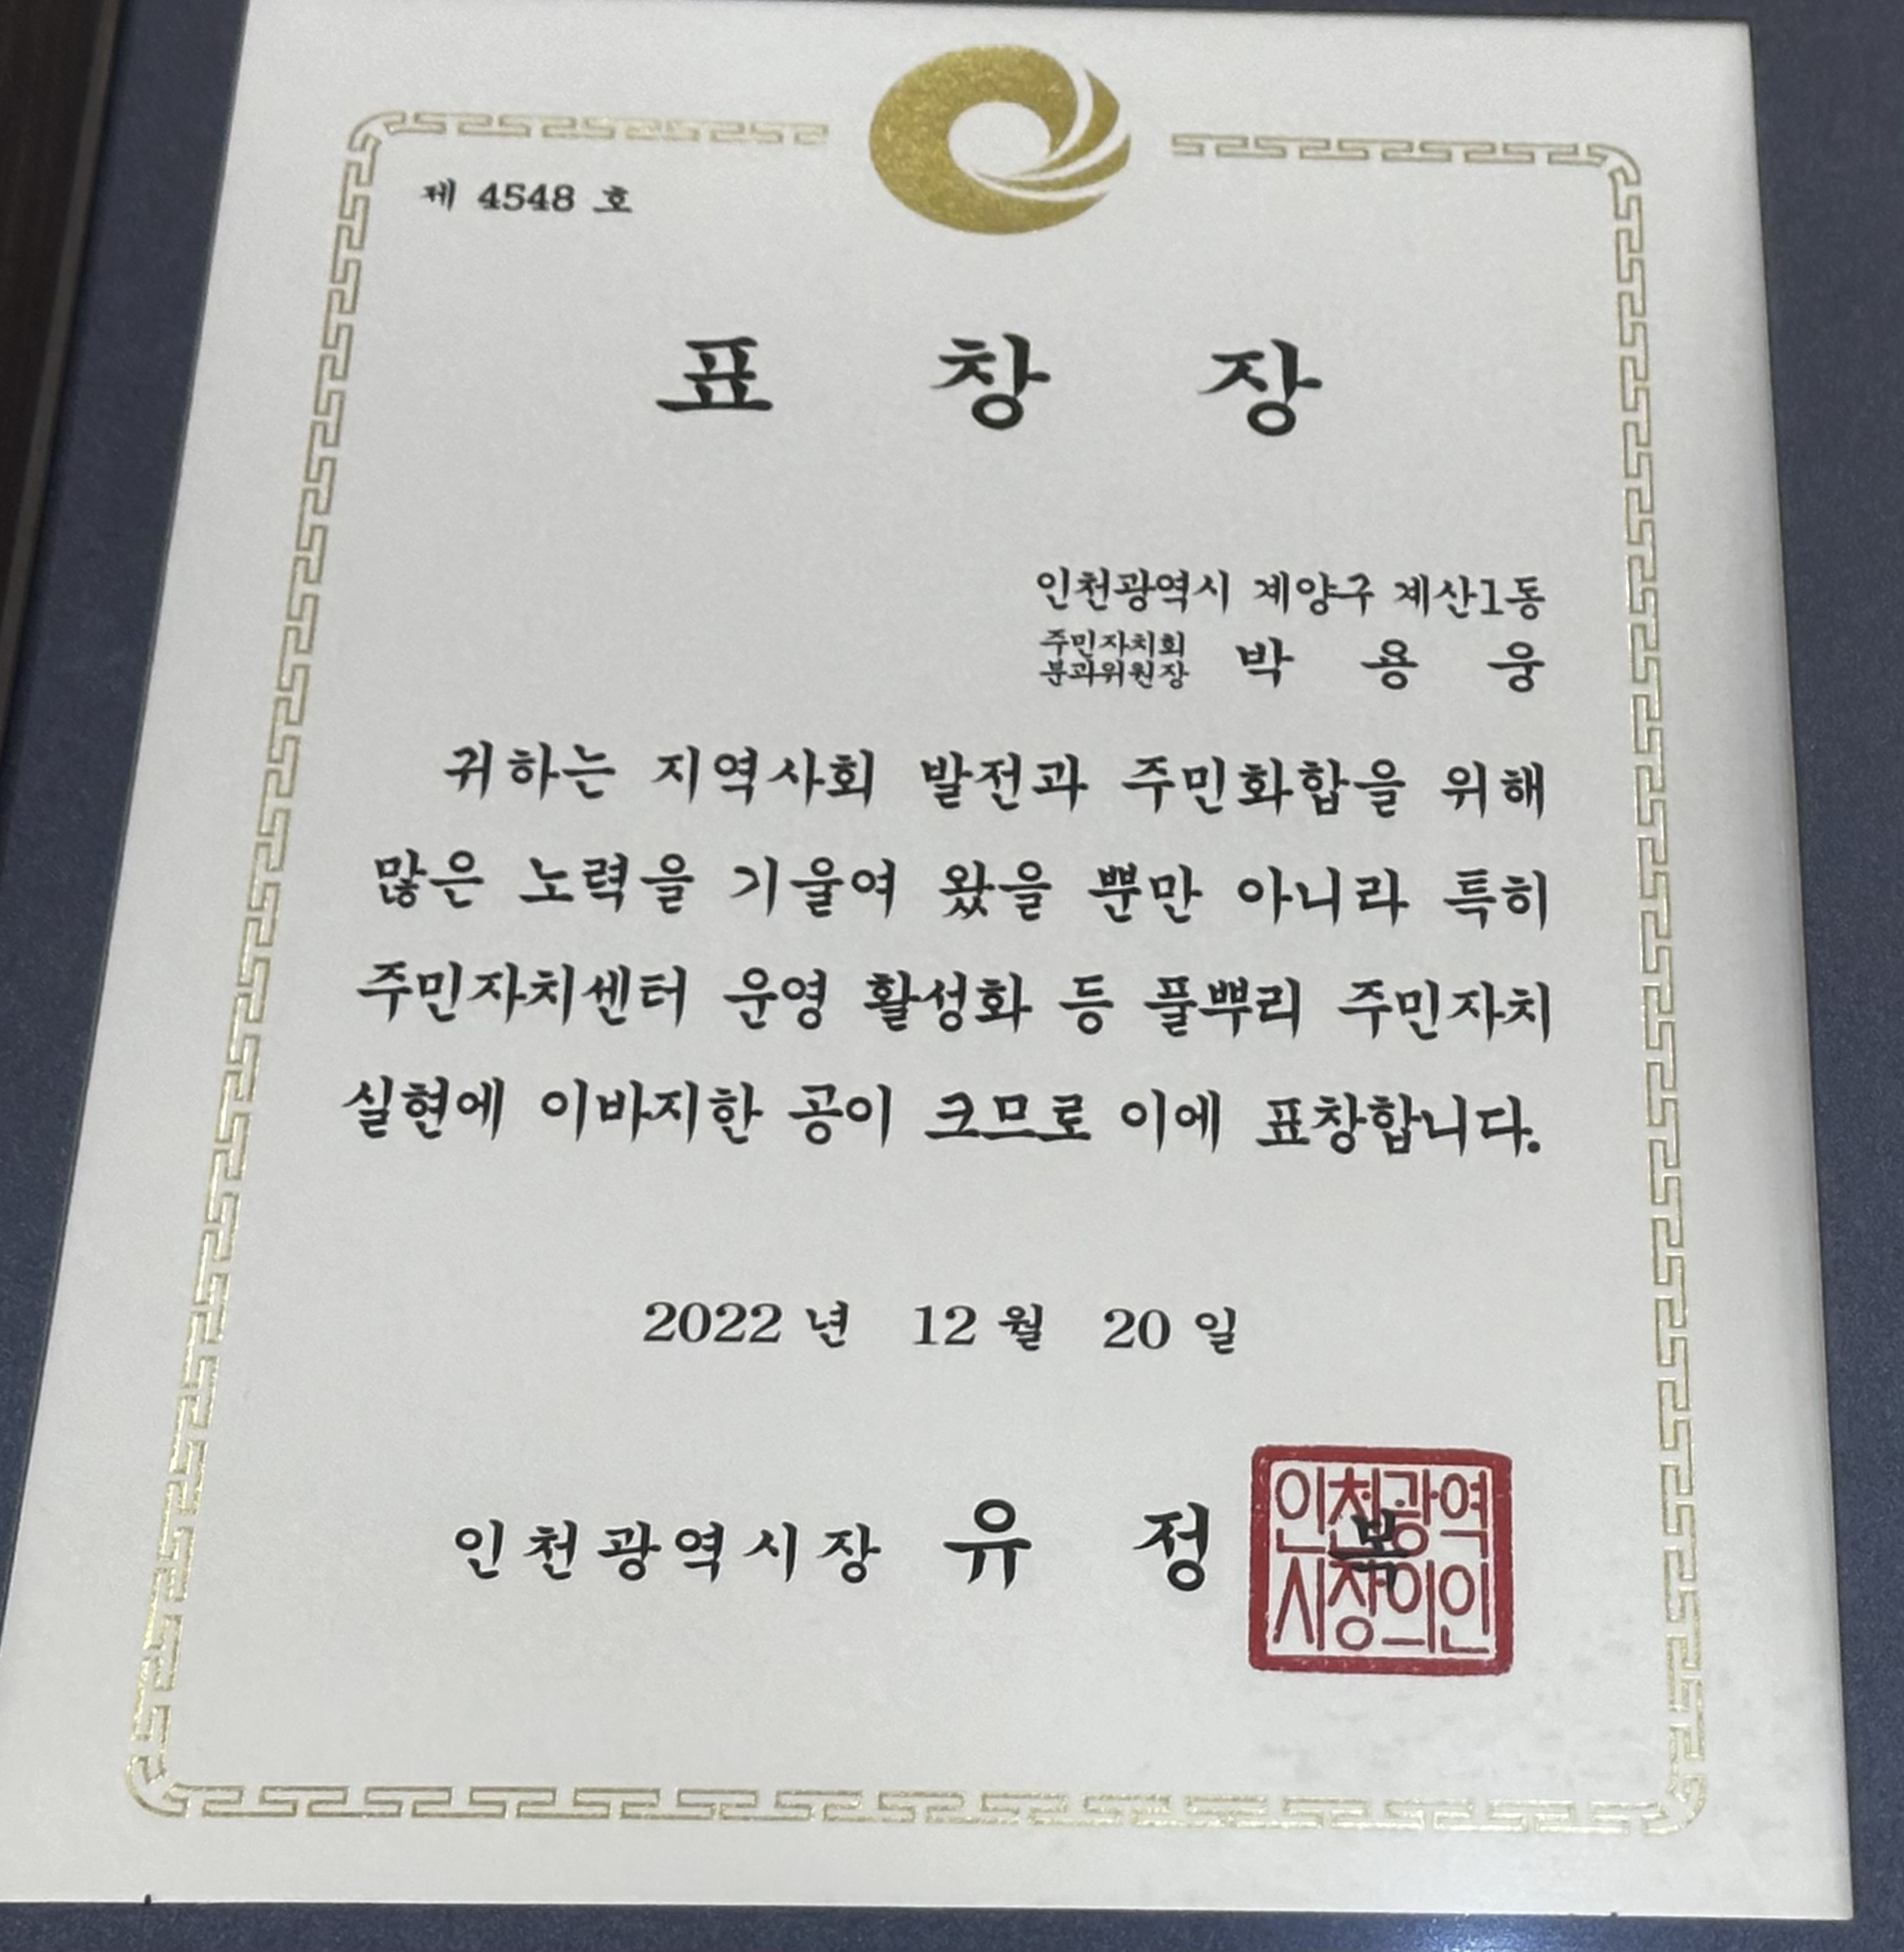 제 4548 호
표 창 장
인천광역시 계양구 계산1동
주민자치회
분과위원장 박 용 웅
귀하는 지역사회 발전과 주민화합을 위해
많은 노력을 기울여 왔을 뿐만 아니라 특히
주민자치센터 운영 활성화 등 풀뿌리 주민자치
실현에 이바지한 공이 크므로 이에 표창합니다.
2022 년 12 월 20 일
인천광역시장 유 정 복
인천광역
시장의인